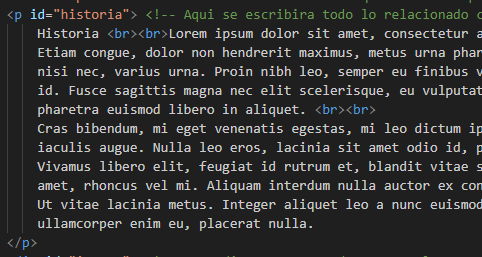 <p id="historia"> <!-- Aqui se escribira todo lo relacionado
Historia <br><br>Lorem ipsum dolor sit amet, consectetur
Etiam congue, dolor non hendrerit maximus, metus urna
nisi nec, varius urna. Proin nibh leo, semper eu finibus
id. Fusce sagittis magna nec elit scelerisque, eu
pharetra euismod libero in aliquet. <br><br>
Cras bibendum, mi eget venenatis egestas, mi leo dictum
iaculis augue. Nulla leo eros, lacinia sit amet odio id,
Vivamus libero elit, feugiat id rutrum et, blandit vitae
amet, rhoncus vel mi. Aliquam interdum nulla auctor ex
Ut vitae lacinia metus. Integer aliquet leo a nunc
ullamcorper enim eu, placerat nulla.
</p>